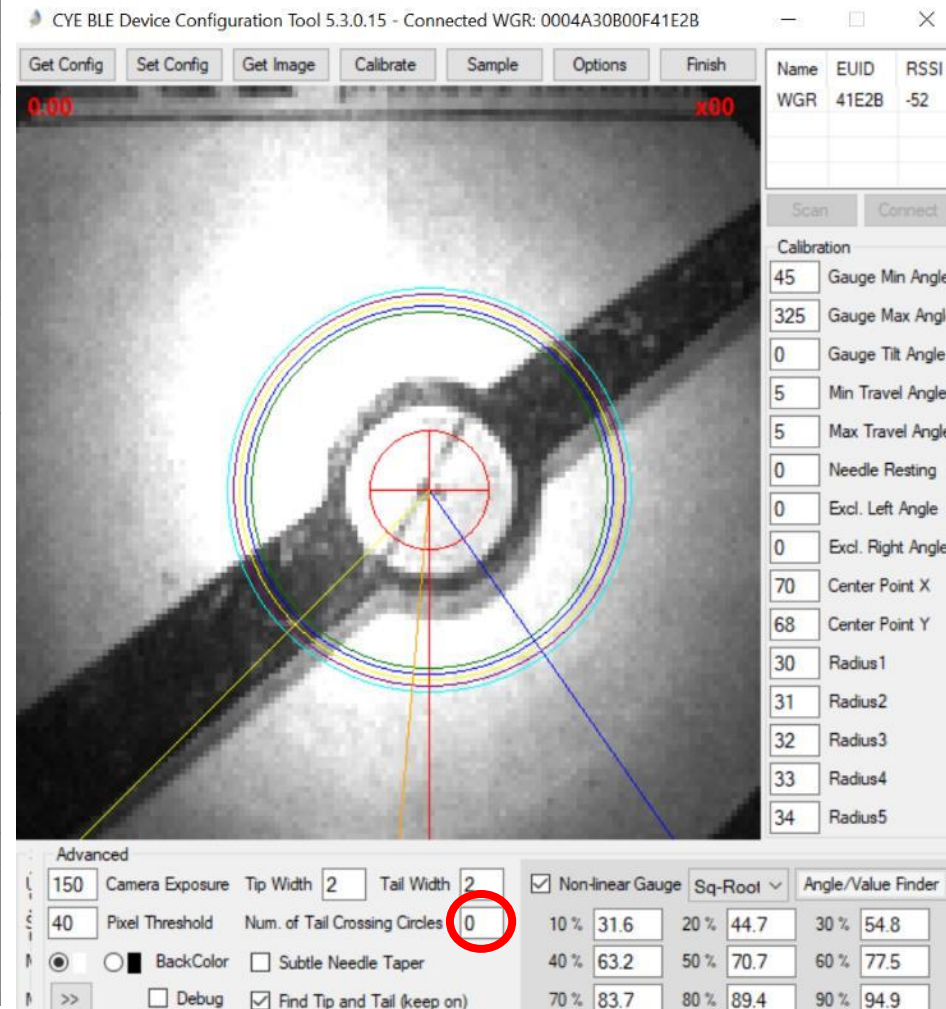 CYE BLE Device Configuration Tool 5.3.0.15 - Connected WGR: 0004A30B00F41E2B
Get Config Set Config Get Image Calibrate Sample Options Finish
Name EUID RSSI
WGR 41E2B -52
0.00 x00
Scan Connect
Calibration
45 Gauge Min Angle
325 Gauge Max Angl
0 Gauge Tilt Angle
5 Min Travel Angle
5 Max Travel Angle
0 Needle Resting
0 Excl. Left Angle
0 Excl. Right Angle
70 Center Point X
68 Center Point Y
30 Radius1
31 Radius2
32 Radius3
33 Radius4
34 Radius5
Advanced
150 Camera Exposure Tip Width 2 Tail Width 2
40 Pixel Threshold Num. of Tail Crossing Circles 0
BackColor Subtle Needle Taper
>> Debug Find Tip and Tail (keep on)
Non-linear Gauge Sq-Root Angle/Value Finder
10 % 31.6 20 % 44.7 30 % 54.8
40 % 63.2 50 % 70.7 60 % 77.5
70 % 83.7 80 % 89.4 90 % 94.9